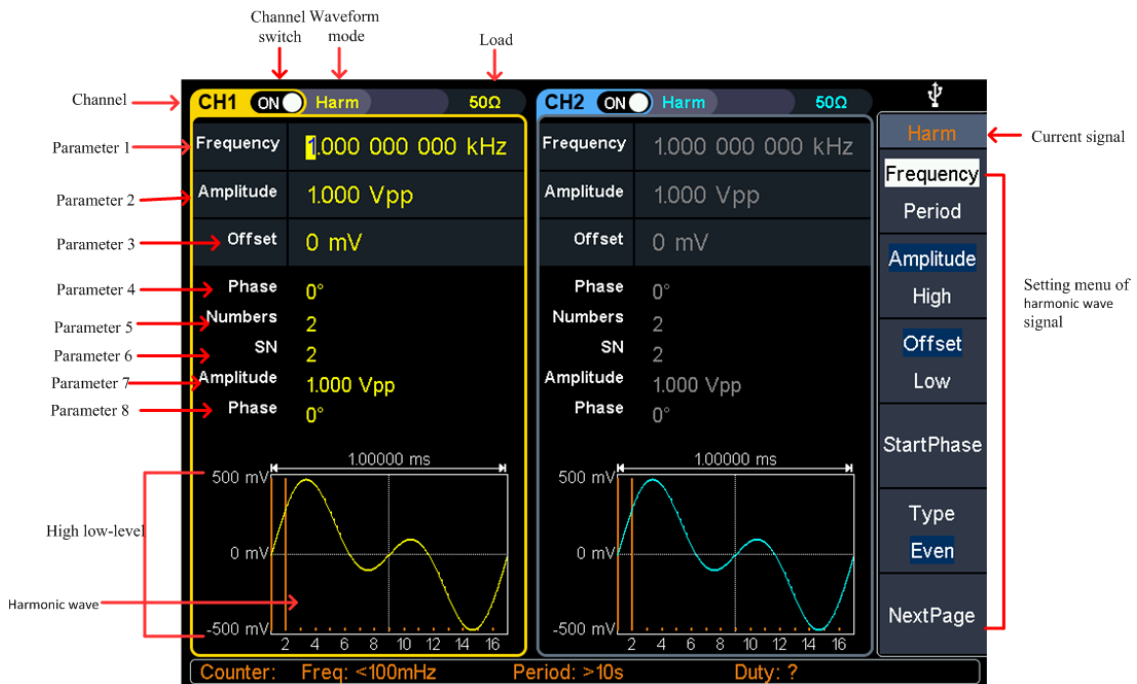 Channel switch
Waveform mode
Load
Channel
CH1 ON Harm 50Ω
CH2 ON Harm 50Ω
Parameter 1
Frequency 1.000 000 000 kHz
Frequency 1.000 000 000 kHz
Parameter 2
Amplitude 1.000 Vpp
Amplitude 1.000 Vpp
Parameter 3
Offset 0 mV
Offset 0 mV
Parameter 4
Phase 0°
Phase 0°
Parameter 5
Numbers 2
Numbers 2
Parameter 6
SN 2
SN 2
Parameter 7
Amplitude 1.000 Vpp
Amplitude 1.000 Vpp
Parameter 8
Phase 0°
Phase 0°
High low-level
Harmonic wave
1.00000 ms
500 mV
0 mV
-500 mV
2 4 6 8 10 12 14 16
1.00000 ms
500 mV
0 mV
-500 mV
2 4 6 8 10 12 14 16
Harm
Current signal
Frequency
Period
Amplitude
High
Offset
Low
StartPhase
Type
Even
NextPage
Setting menu of
harmonic wave
signal
Counter: Freq: <100mHz Period: >10s Duty: ?